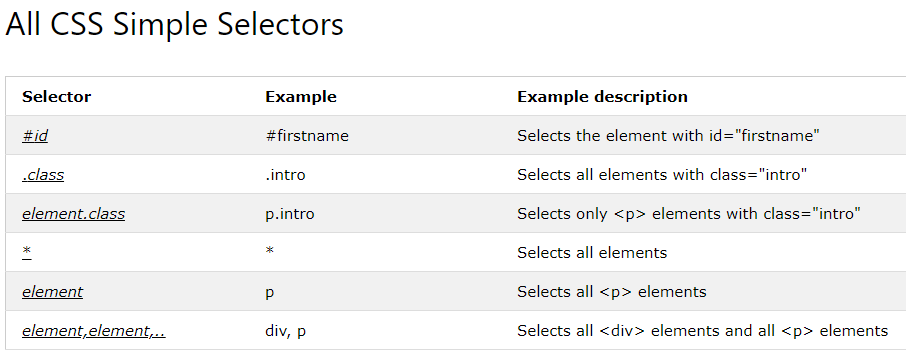 All CSS Simple Selectors
Selector Example Example description
#id #firstname Selects the element with id="firstname"
.class .intro Selects all elements with class="intro"
element.class p.intro Selects only <p> elements with class="intro"
* * Selects all elements
element p Selects all <p> elements
element,element,.. div, p Selects all <div> elements and all <p> elements